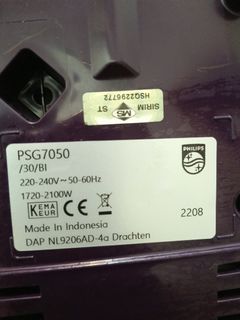 SIRIM
MS
ST
HSQ2296772
PSG7050
/30/BI
220-240V~50-60Hz
1720-2100W
KEMA
KEUR
CE
Made In Indonesia
DAP NL9206AD-4a Drachten
PHILIPS
2208